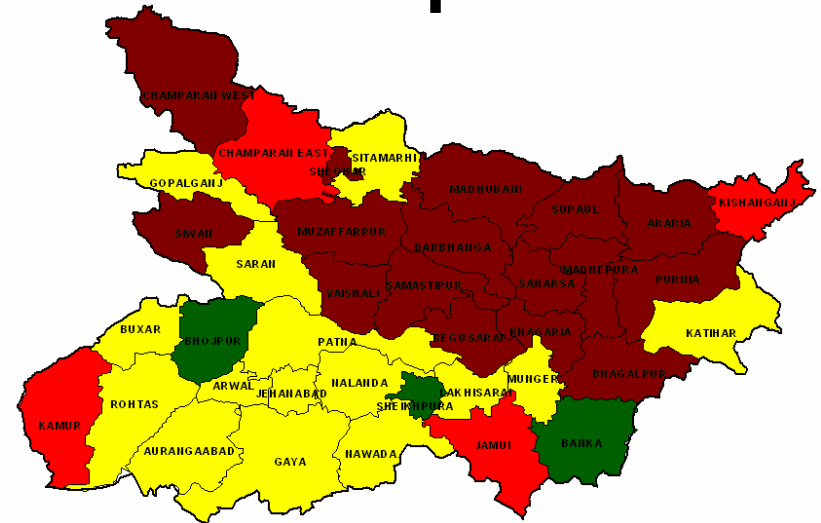 CHAMPARAN WEST
CHAMPARAN EAST
SITAMARHI
SHEOHAR
GOPALGANJ
MADHUBANI
KISHANGANJ
SUPAUL
ARARIA
SIWAN
MUZAFFARPUR
DARBHANGA
SARAN
MADHEPURA
PURNIA
VAISHALI
SAMASTIPUR
SAHARSA
BUXAR
BHOJPUR
PATNA
BEGUSARAI
KHAGARIA
KATIHAR
BHAGALPUR
ARWAL
JEHANABAD
NALANDA
LAKHISARAI
MUNGER
ROHTAS
SHEIKHPURA
KAMUR
AURANGAABAD
GAYA
NAWADA
JAMUI
BANKA